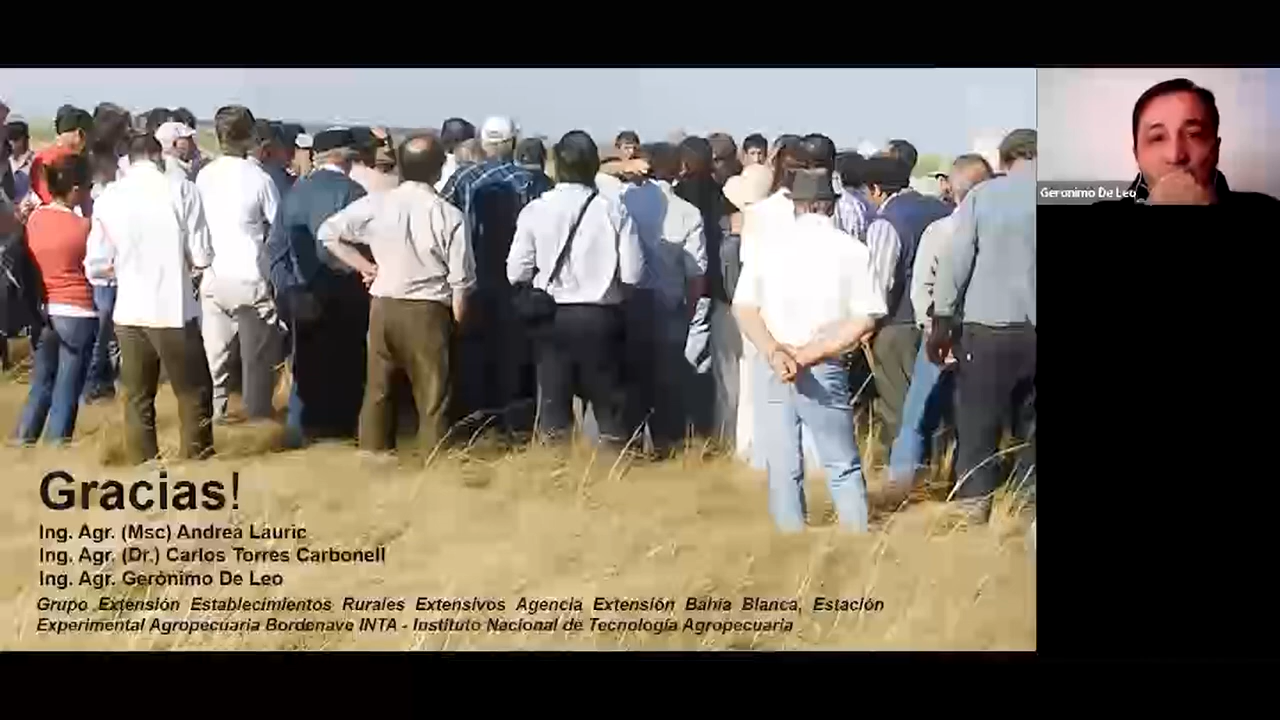 Gracias!
Ing. Agr. (Msc) Andrea Lauric
Ing. Agr. (Dr.) Carlos Torres Carbonell
Ing. Agr. Gerónimo De Leo
Grupo Extensión Establecimientos Rurales Extensivos Agencia Extensión Bahía Blanca, Estación
Experimental Agropecuaria Bordenave INTA - Instituto Nacional de Tecnología Agropecuaria
Geronimo De Leo